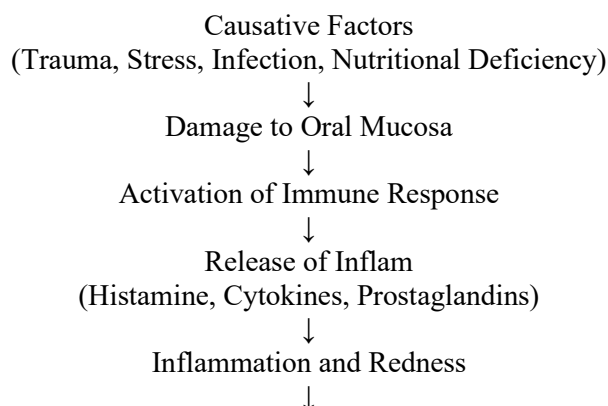 Causative Factors
(Trauma, Stress, Infection, Nutritional Deficiency)
↓
Damage to Oral Mucosa
↓
Activation of Immune Response
↓
Release of Inflam
(Histamine, Cytokines, Prostaglandins)
↓
Inflammation and Redness
↓